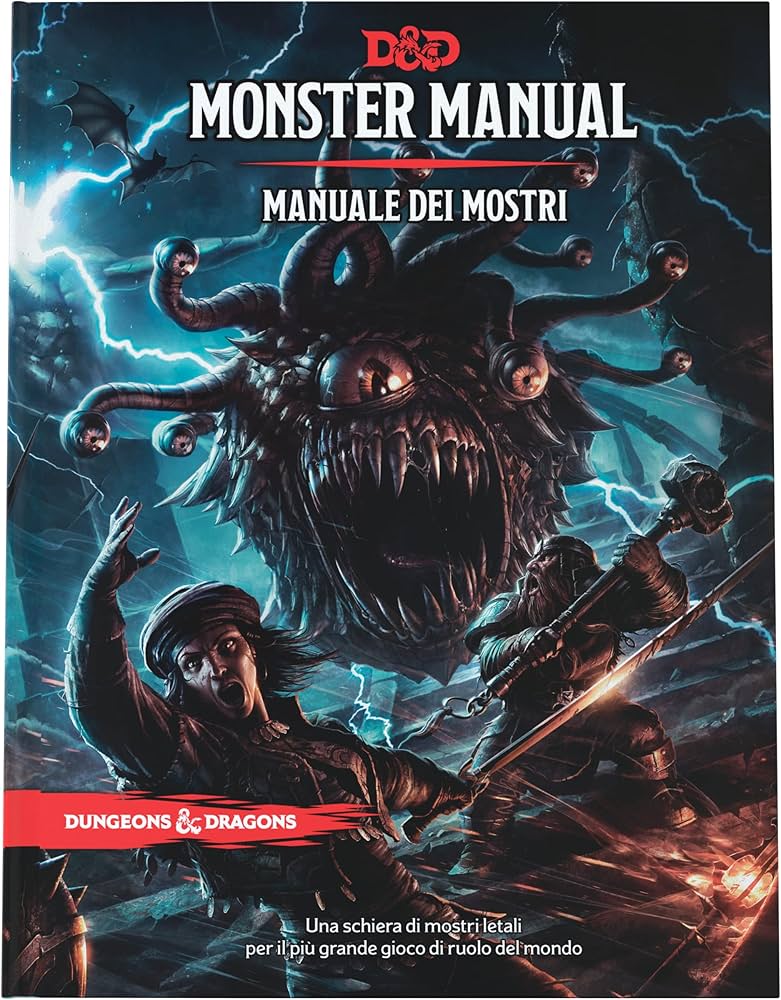 D&D
MONSTER MANUAL
MANUALE DEI MOSTRI
DUNGEONS & DRAGONS
Una schiera di mostri letali
per il più grande gioco di ruolo del mondo